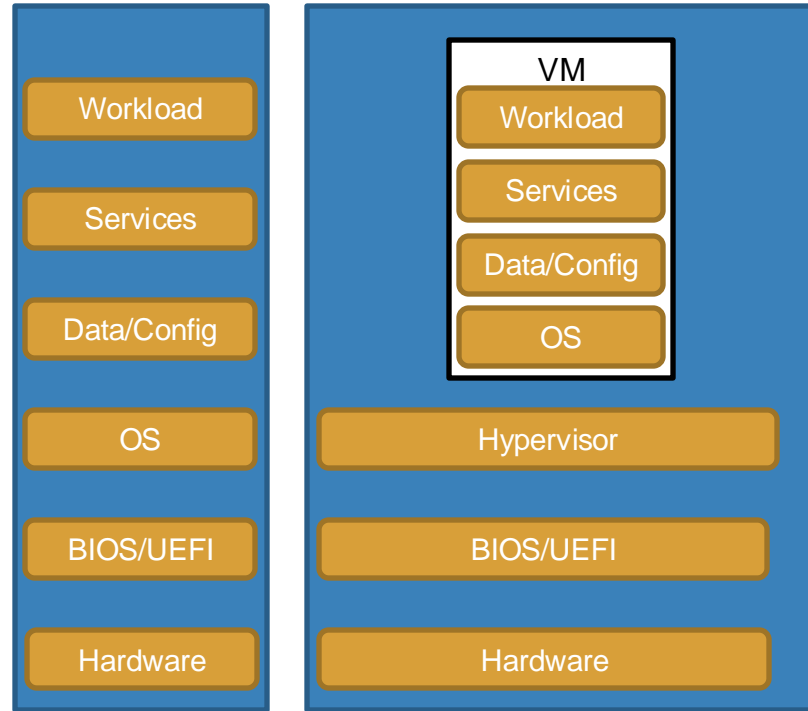 Workload
Services
Data/Config
OS
BIOS/UEFI
Hardware
VM
Workload
Services
Data/Config
OS
Hypervisor
BIOS/UEFI
Hardware